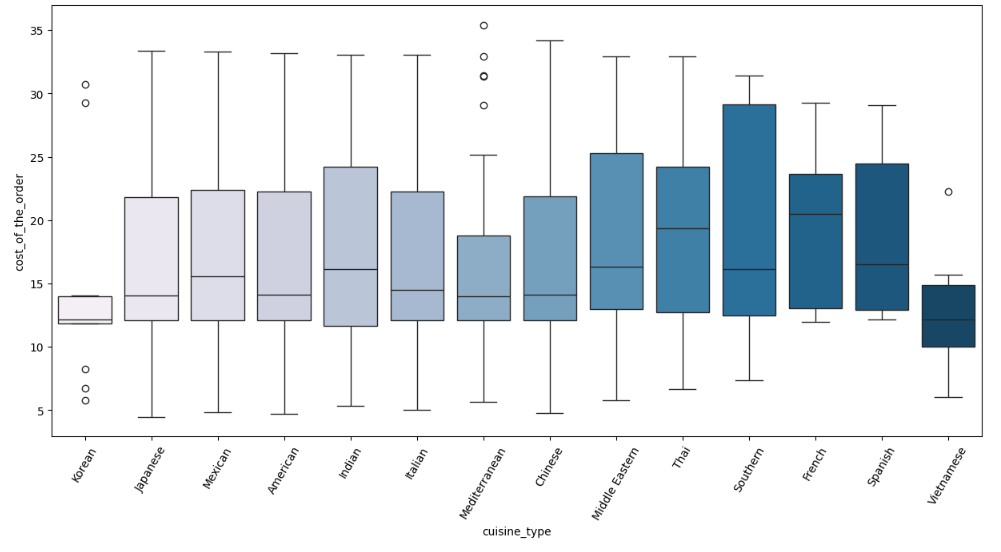 cost_of_the_order
35
30
25
20
15
10
5
Korean
Japanese
Mexican
American
Indian
Italian
Mediterranean
Chinese
Middle Eastern
Thai
Southern
French
Spanish
Vietnamese
cuisine_type